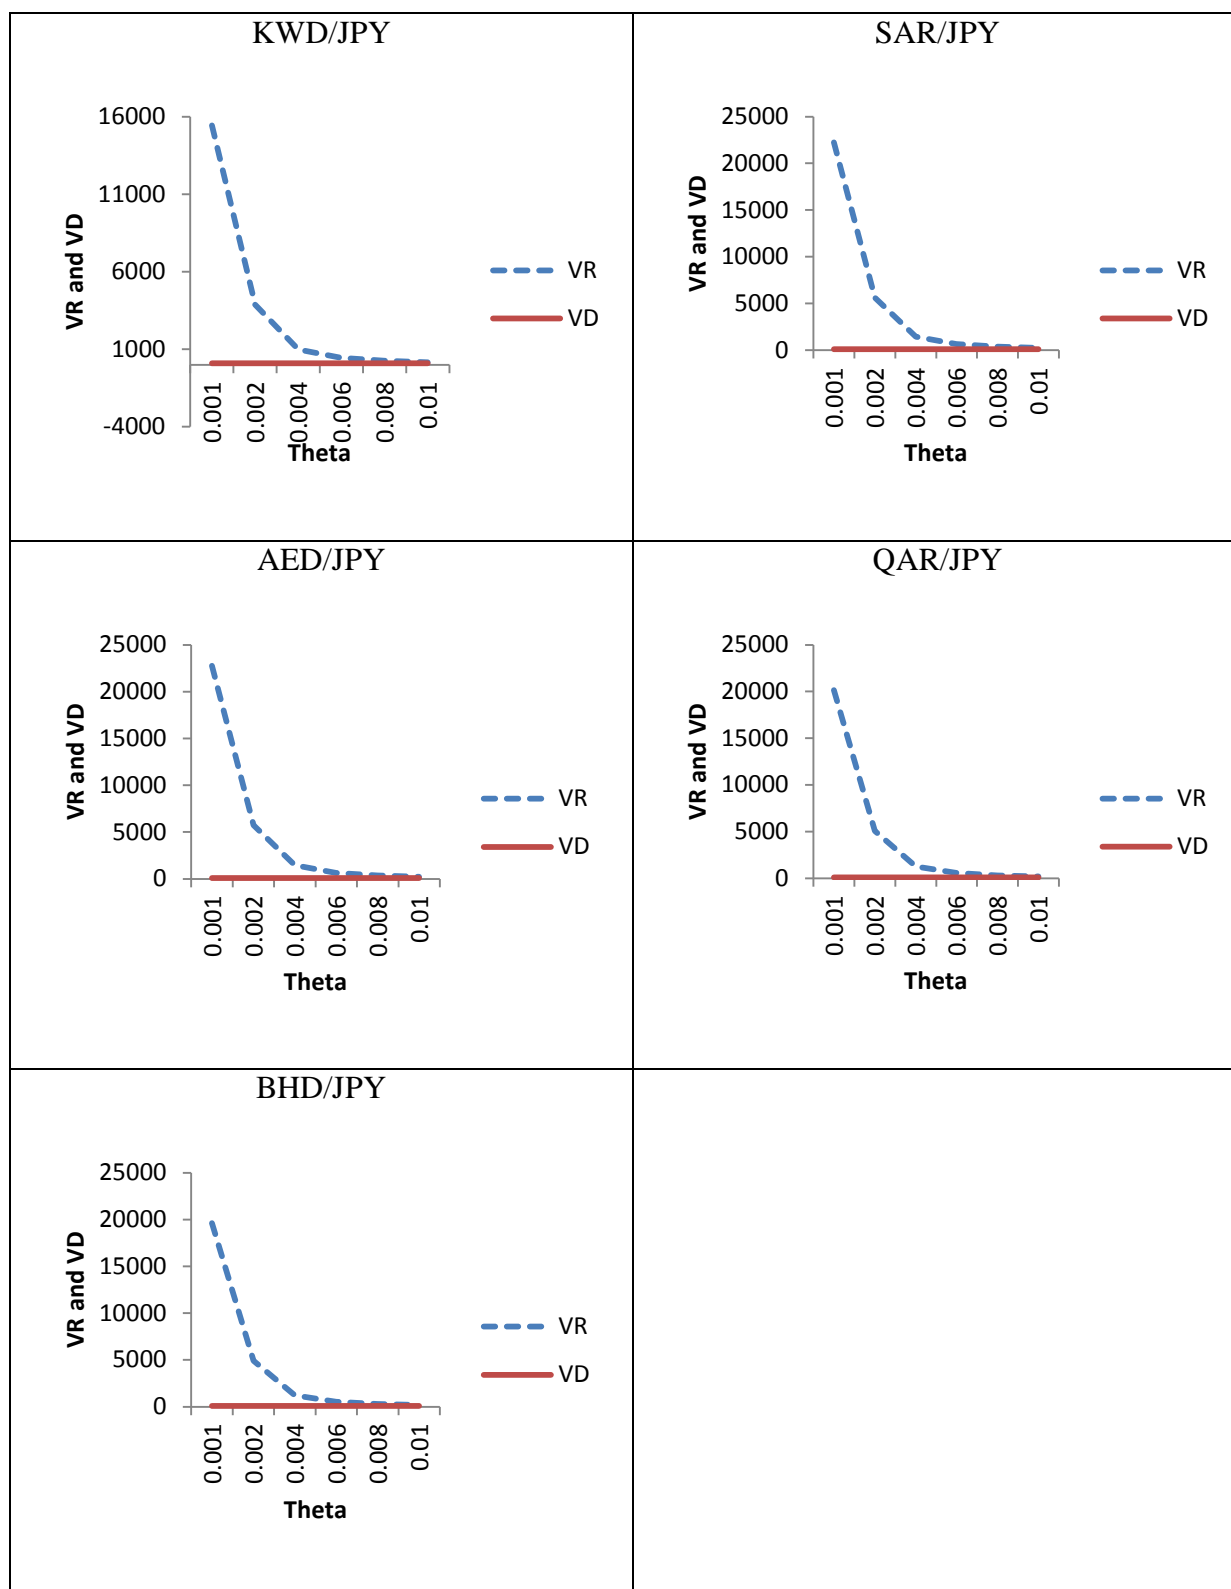 KWD/JPY
16000
11000
6000
1000
-4000
VR and VD
0.001
0.002
0.004
0.006
0.008
0.01
Theta
VR
VD
SAR/JPY
25000
20000
15000
10000
5000
0
VR and VD
0.001
0.002
0.004
0.006
0.008
0.01
Theta
VR
VD
AED/JPY
25000
20000
15000
10000
5000
0
VR and VD
0.001
0.002
0.004
0.006
0.008
0.01
Theta
VR
VD
QAR/JPY
25000
20000
15000
10000
5000
0
VR and VD
0.001
0.002
0.004
0.006
0.008
0.01
Theta
VR
VD
BHD/JPY
25000
20000
15000
10000
5000
0
VR and VD
0.001
0.002
0.004
0.006
0.008
0.01
Theta
VR
VD